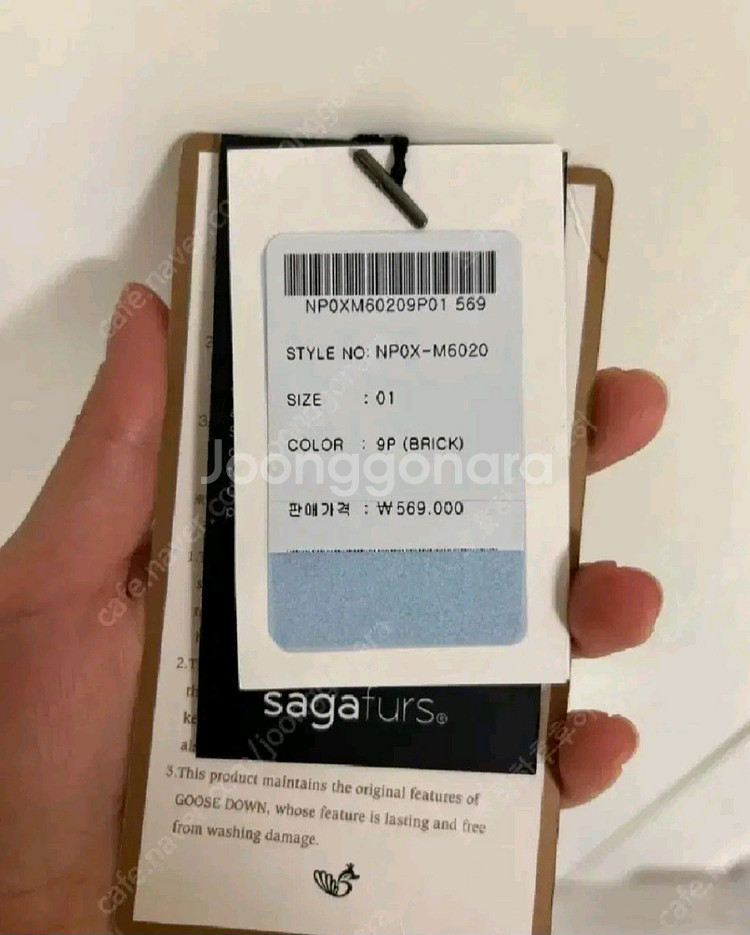 NP0XM60209P01 569
STYLE NO: NP0X-M6020
SIZE : 01
COLOR : 9P (BRICK)
Joonggonara
판매가격 : ₩569.000
sagafurs®
3.This product maintains the original features of
GOOSE DOWN, whose feature is lasting and free
from washing damage.